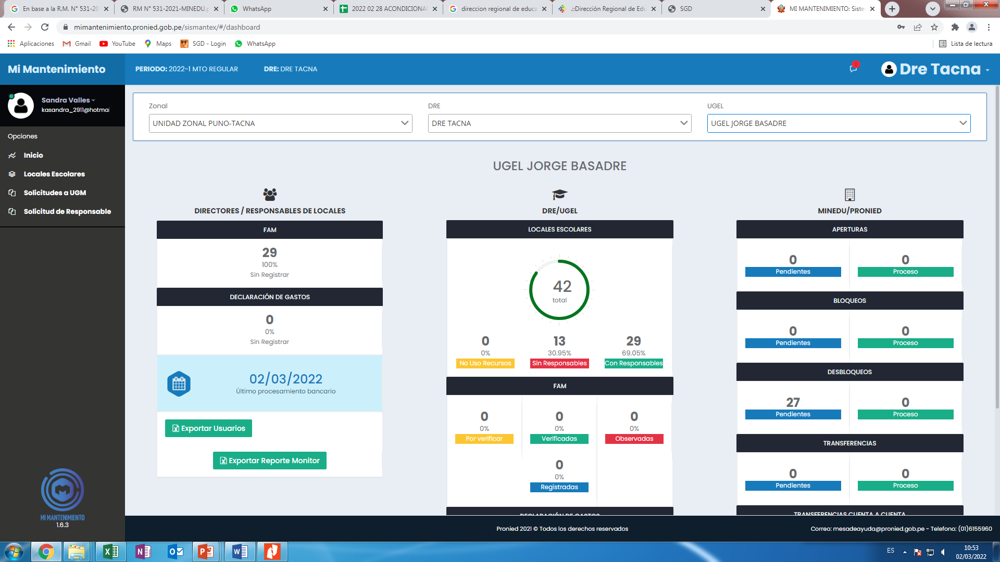 En base a la R.M. N° 531-20
RM N° 531-2021-MINEDU.p
WhatsApp
2022 02 28 ACONDICIONA
direccion regional de educa
.::Dirección Regional de Edu
SGD
MI MANTENIMIENTO: Siste
mimantenimiento.pronied.gob.pe/sismantex/#/dashboard
Aplicaciones
Gmail
YouTube
Maps
SGD - Login
WhatsApp
Lista de lectura
Mi Mantenimiento
PERIODO: 2022-1 MTO REGULAR
DRE: DRE TACNA
0
Dre Tacna
Sandra Valles
kasandra_2911@hotmai
Opciones
Inicio
Locales Escolares
Solicitudes a UGM
Solicitud de Responsable
MI MANTENIMIENTO
1.6.3
Zonal
UNIDAD ZONAL PUNO-TACNA
DRE
DRE TACNA
UGEL
UGEL JORGE BASADRE
UGEL JORGE BASADRE
DIRECTORES / RESPONSABLES DE LOCALES
FAM
29
100%
Sin Registrar
DECLARACIÓN DE GASTOS
0
0%
Sin Registrar
02/03/2022
Último procesamiento bancario
Exportar Usuarios
Exportar Reporte Monitor
DRE/UGEL
LOCALES ESCOLARES
42
total
0
0%
No Uso Recursos
13
30.95%
Sin Responsables
29
69.05%
Con Responsables
FAM
0
0%
Por verificar
0
0%
Verificadas
0
0%
Observadas
0
0%
Registradas
DECLARACIÓN DE GASTOS
MINEDU/PRONIED
APERTURAS
0
Pendientes
0
Proceso
BLOQUEOS
0
Pendientes
0
Proceso
DESBLOQUEOS
27
Pendientes
0
Proceso
TRANSFERENCIAS
0
Pendientes
0
Proceso
TRANSFERENCIAS CUENTA A CUENTA
Pronied 2021 © Todos los derechos reservados
Correo: mesadeayuda@pronied.gob.pe - Telefono: (01)6155960
ES
10:53
02/03/2022